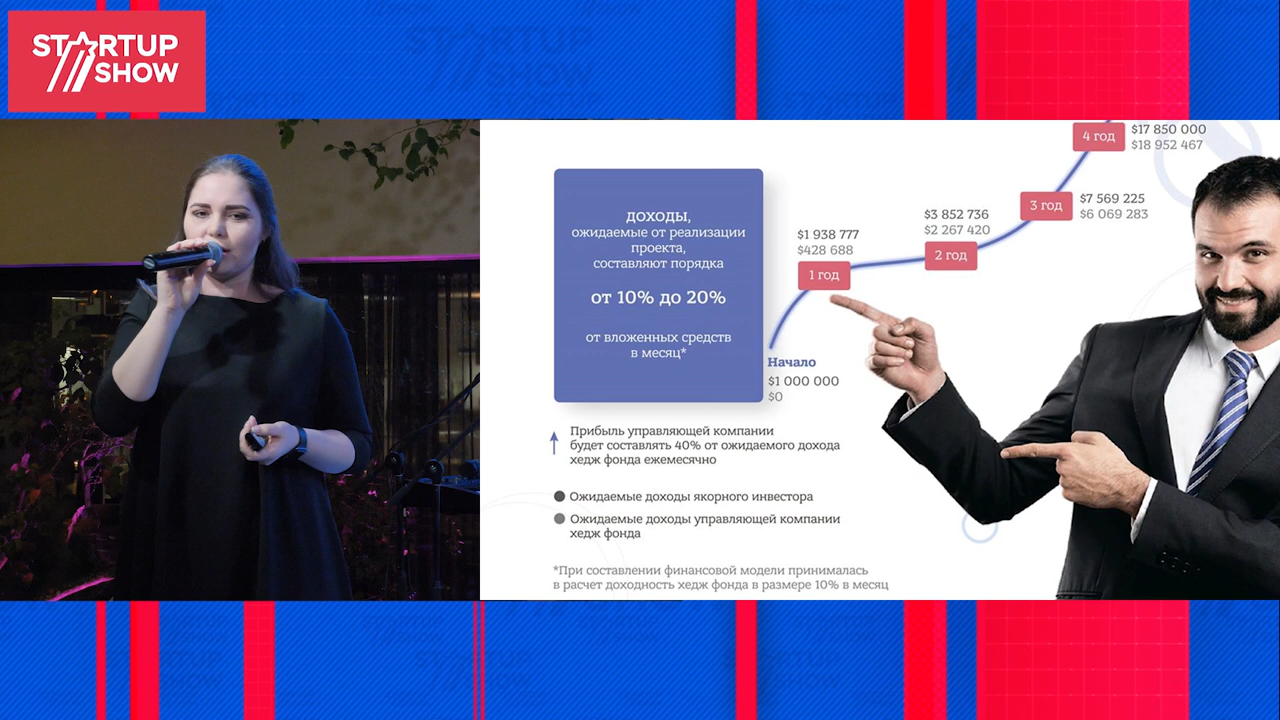 STARTUP
SHOW
ДОХОДЫ,
ожидаемые от реализации
проекта,
составляют порядка
от 10% до 20%
от вложенных средств
в месяц*
4 год
$17 850 000
$18 952 467
3 год
$7 569 225
$6 069 283
$3 852 736
$2 267 420
2 год
$1 938 777
$428 688
1 год
Начало
$1 000 000
$0
Прибыль управляющей компании
будет составлять 40% от ожидаемого дохода
хедж фонда ежемесячно
Ожидаемые доходы якорного инвестора
Ожидаемые доходы управляющей компании
хедж фонда
*При составлении финансовой модели принималась
в расчет доходность хедж фонда в размере 10% в месяц